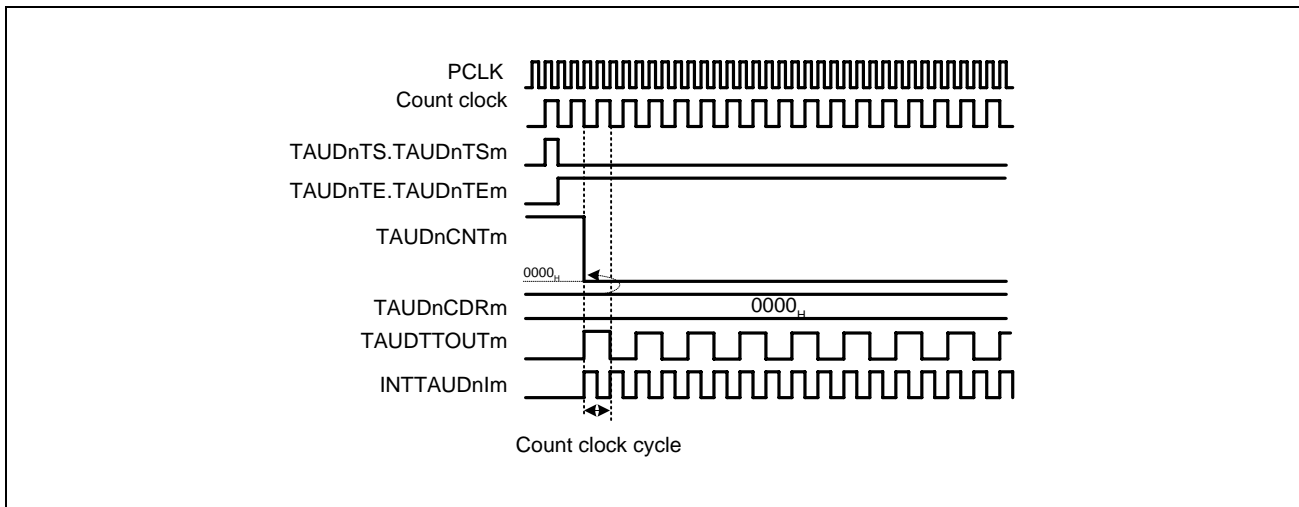 PCLK
Count clock
TAUDnTS.TAUDnTSm
TAUDnTE.TAUDnTEm
TAUDnCNTm
0000H
TAUDnCDRm
0000H
TAUDTTOUTm
INTTAUDnIm
Count clock cycle